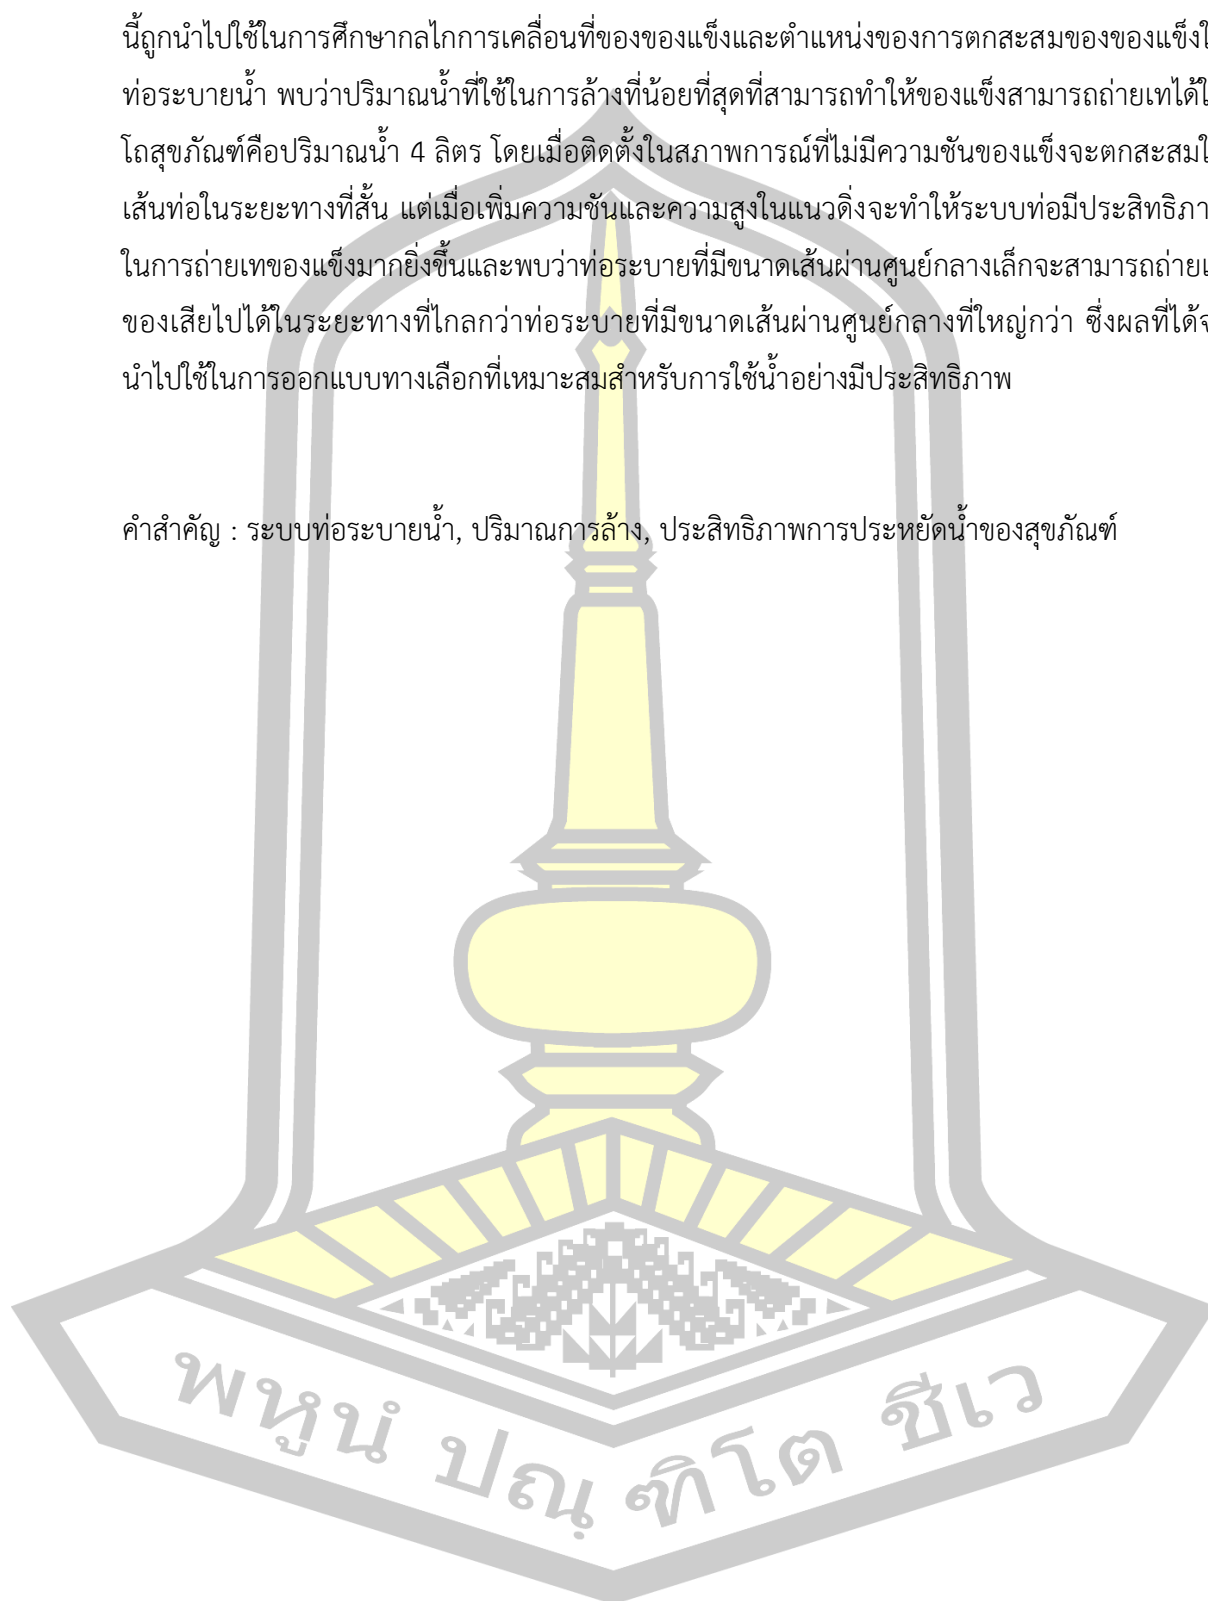 นี้ถูกนำไปใช้ในการศึกษากลไกการเคลื่อนที่ของของแข็งและตำแหน่งของการตกสะสมของของแข็งใ
ท่อระบายน้ำ พบว่าปริมาณน้ำที่ใช้ในการล้างที่น้อยที่สุดที่สามารถทำให้ของแข็งสามารถถ่ายเทได้ใ
โถสุขภัณฑ์คือปริมาณน้ำ 4 ลิตร โดยเมื่อติดตั้งในสภาพการณ์ที่ไม่มีความชันของแข็งจะตกสะสมใ
เส้นท่อในระยะทางที่สั้น แต่เมื่อเพิ่มความชันและความสูงในแนวดิ่งจะทำให้ระบบท่อมีประสิทธิภา
ในการถ่ายเทของแข็งมากยิ่งขึ้นและพบว่าท่อระบายที่มีขนาดเส้นผ่านศูนย์กลางเล็กจะสามารถถ่ายเ
ของเสียไปได้ในระยะทางที่ไกลกว่าท่อระบายที่มีขนาดเส้นผ่านศูนย์กลางที่ใหญ่กว่า ซึ่งผลที่ได้จ
นำไปใช้ในการออกแบบทางเลือกที่เหมาะสมสำหรับการใช้น้ำอย่างมีประสิทธิภาพ
คำสำคัญ : ระบบท่อระบายน้ำ, ปริมาณการล้าง, ประสิทธิภาพการประหยัดน้ำของสุขภัณฑ์
พหูนํ ปณฺ ฑิโต ชีเว